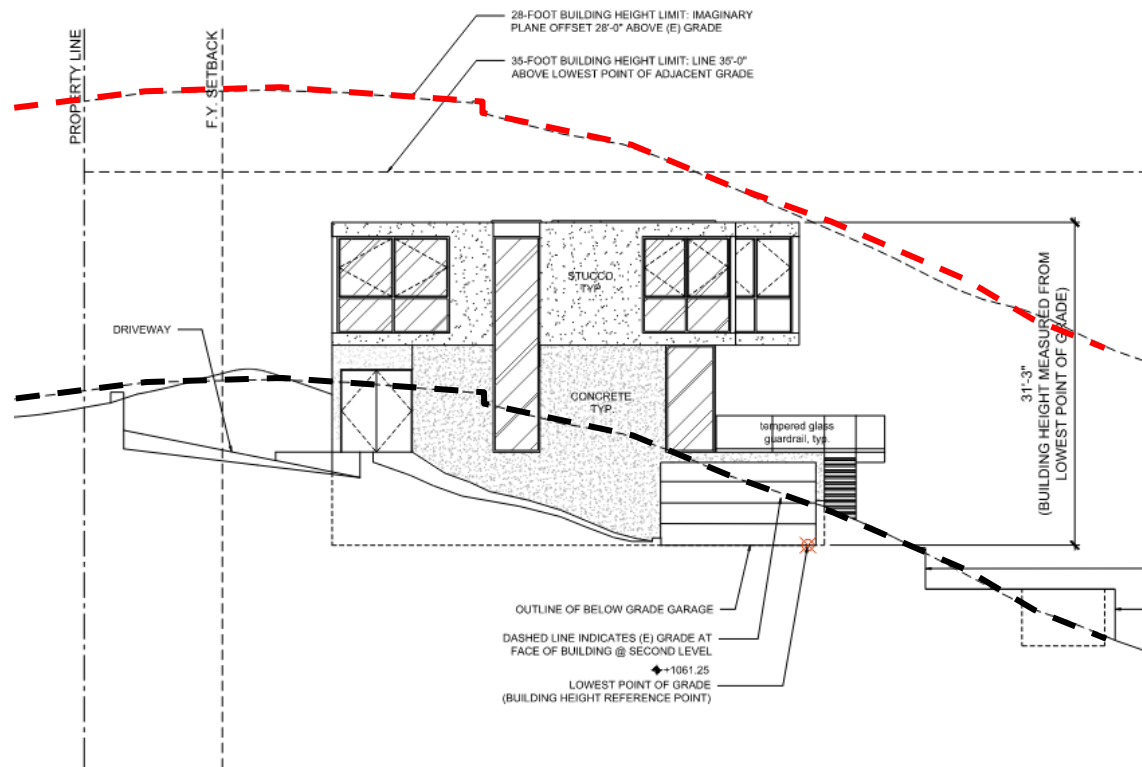 28-FOOT BUILDING HEIGHT LIMIT: IMAGINARY
PLANE OFFSET 28'-0" ABOVE (E) GRADE
35-FOOT BUILDING HEIGHT LIMIT: LINE 35'-0"
ABOVE LOWEST POINT OF ADJACENT GRADE
PROPERTY LINE
F.Y. SETBACK
STUCCO,
TYP.
DRIVEWAY
CONCRETE,
TYP.
tempered glass
guardrail, typ.
31'-3"
(BUILDING HEIGHT MEASURED FROM
LOWEST POINT OF GRADE)
OUTLINE OF BELOW GRADE GARAGE
DASHED LINE INDICATES (E) GRADE AT
FACE OF BUILDING @ SECOND LEVEL
+1061.25
LOWEST POINT OF GRADE
(BUILDING HEIGHT REFERENCE POINT)